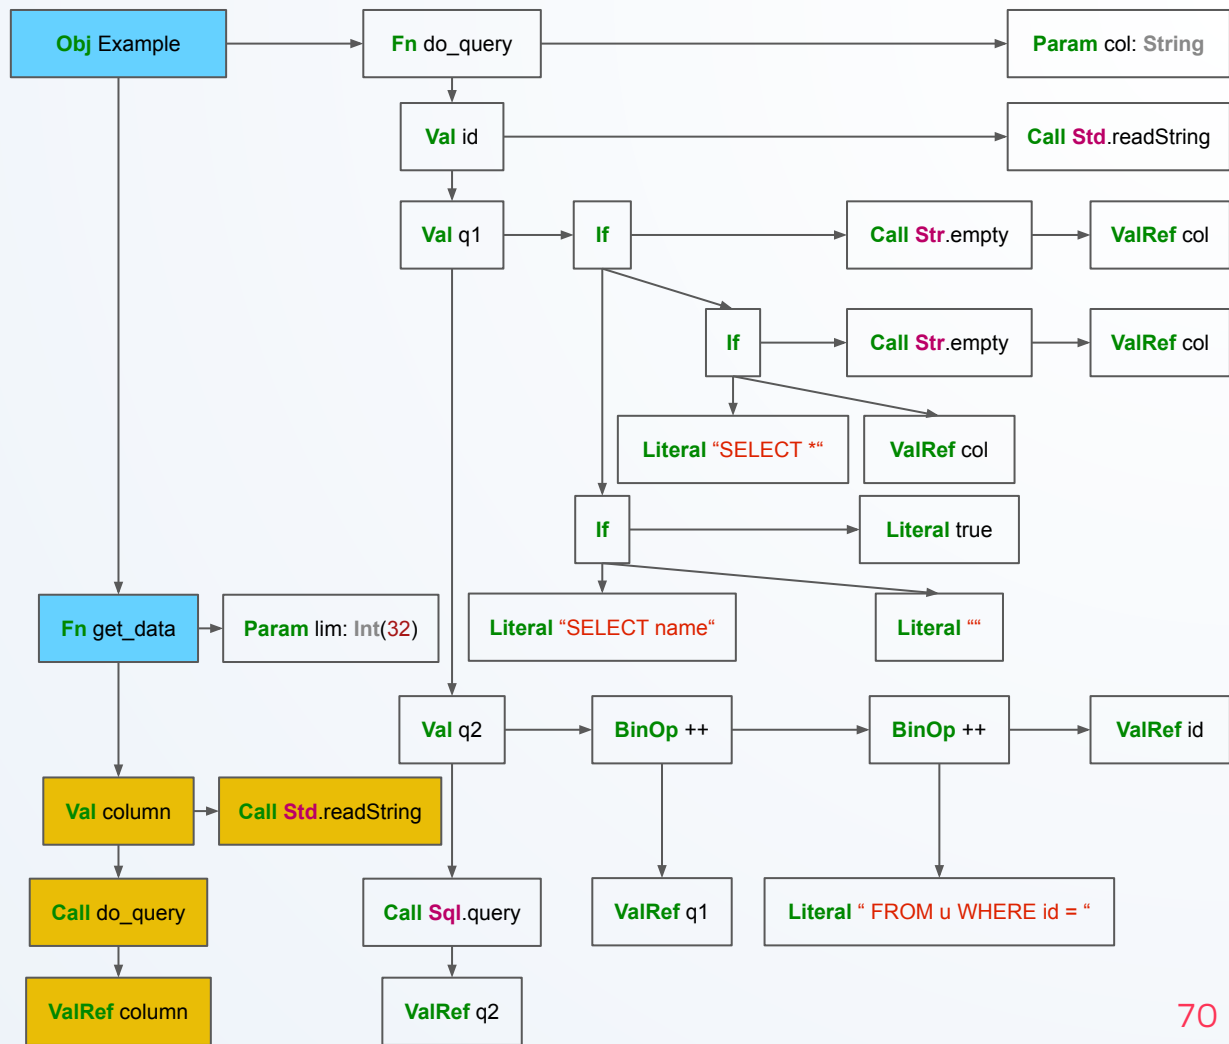 Obj Example
Fn do_query
Param col: String
Val id
Call Std.readString
Val q1
If
Call Str.empty
ValRef col
If
Call Str.empty
ValRef col
Literal “SELECT *“
ValRef col
If
Literal true
Fn get_data
Param lim: Int(32)
Literal “SELECT name“
Literal ““
Val q2
BinOp ++
BinOp ++
ValRef id
Val column
Call Std.readString
Call do_query
Call Sql.query
ValRef q1
Literal “ FROM u WHERE id = “
ValRef column
ValRef q2
70